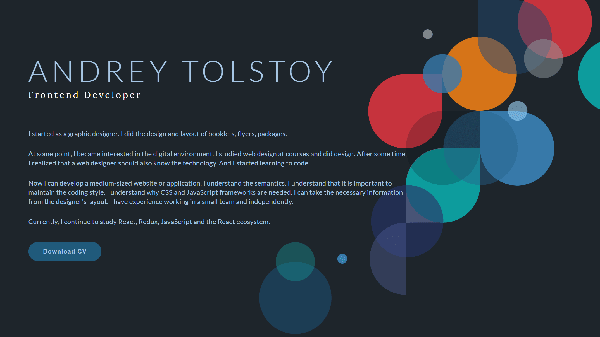 ANDREY TOLSTOY
Frontend Developer
I started as a graphic designer. I did the design and layout of booklets, flyers, packages.
At some point, I became interested in the digital environment. I studied web design at courses and did design. After some time
I realized that a web designer should also know the technology. And I started learning to code.
Now I can develop a medium-sized website or application. I understand the semantics. I understand that it is important to
maintain the coding style. I understand why CSS and JavaScript frameworks are needed. I can take the necessary information
from the designer's layout. I have experience working in a small team and independently.
Currently, I continue to study React, Redux, JavaScript and the React ecosystem.
Download CV